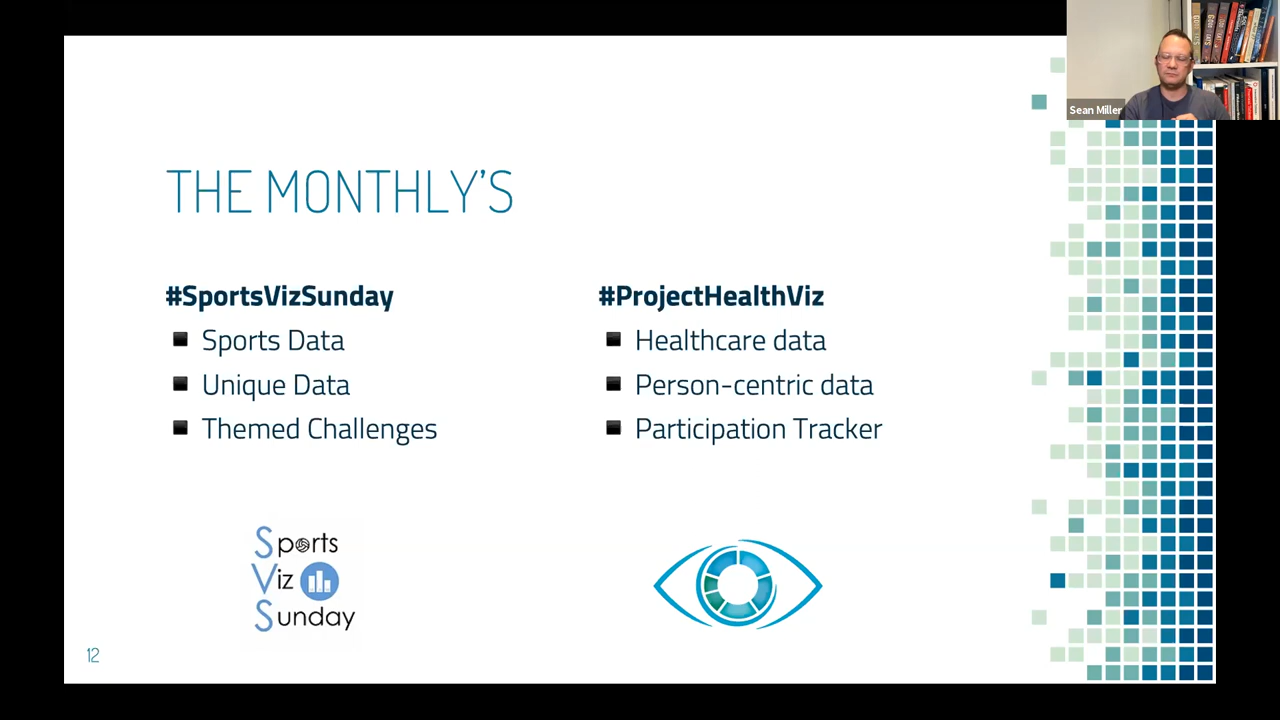 Sean Miller
THE MONTHLY'S
#SportsVizSunday
Sports Data
Unique Data
Themed Challenges
#ProjectHealthViz
Healthcare data
Person-centric data
Participation Tracker
Sports
Viz
Sunday
12